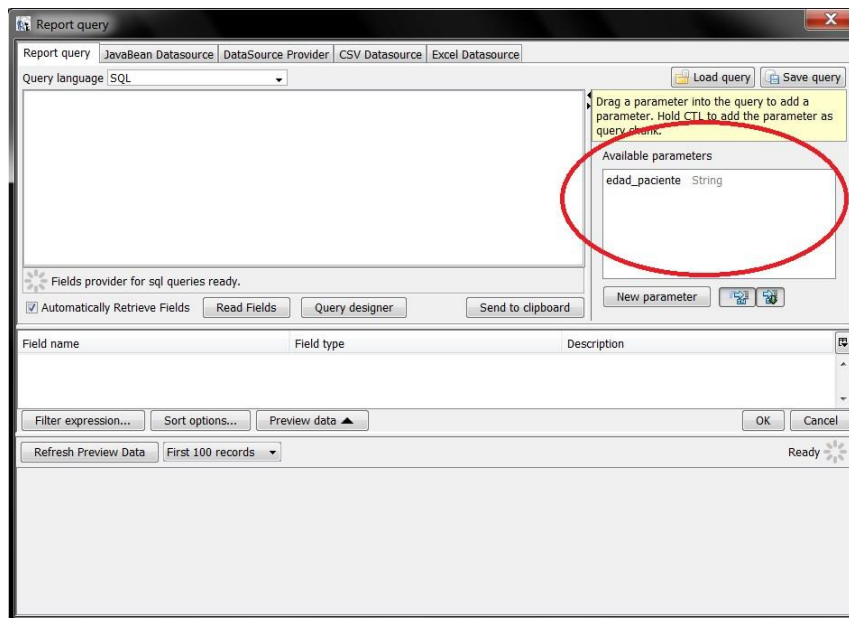 Report query
Report query JavaBean Datasource DataSource Provider CSV Datasource Excel Datasource
Query language SQL
Load query Save query
Drag a parameter into the query to add a
parameter. Hold CTL to add the parameter as
query chunk.
Available parameters
edad_paciente String
Fields provider for sql queries ready.
New parameter
Automatically Retrieve Fields Read Fields Query designer Send to clipboard
Field name Field type Description
Filter expression... Sort options... Preview data OK Cancel
Refresh Preview Data First 100 records Ready